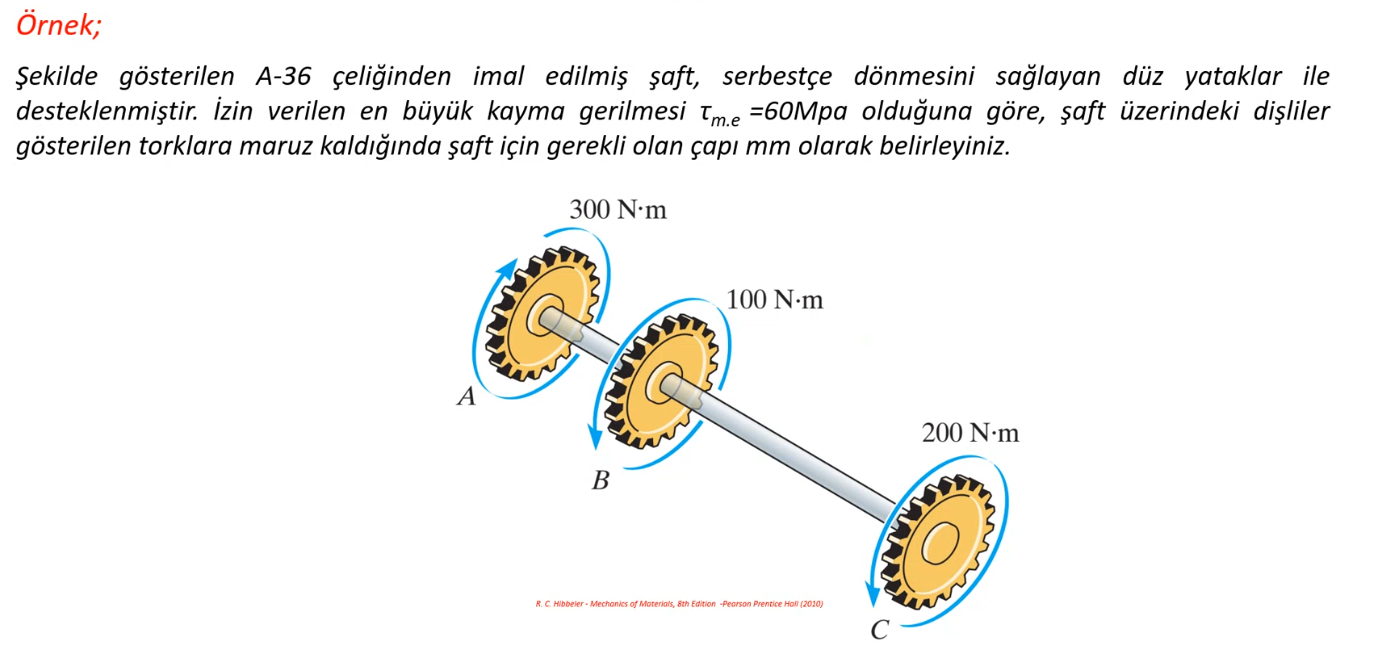 Örnek;
Şekilde gösterilen A-36 çeliğinden imal edilmiş şaft, serbestçe dönmesini sağlayan düz yataklar ile
desteklenmiştir. İzin verilen en büyük kayma gerilmesi τm.e =60Mpa olduğuna göre, şaft üzerindeki dişliler
gösterilen torklara maruz kaldığında şaft için gerekli olan çapı mm olarak belirleyiniz.
300 N·m
100 N·m
A
200 N·m
B
R. C. Hibbeler - Mechanics of Materials, 8th Edition -Pearson Prentice Hall (2010)
C